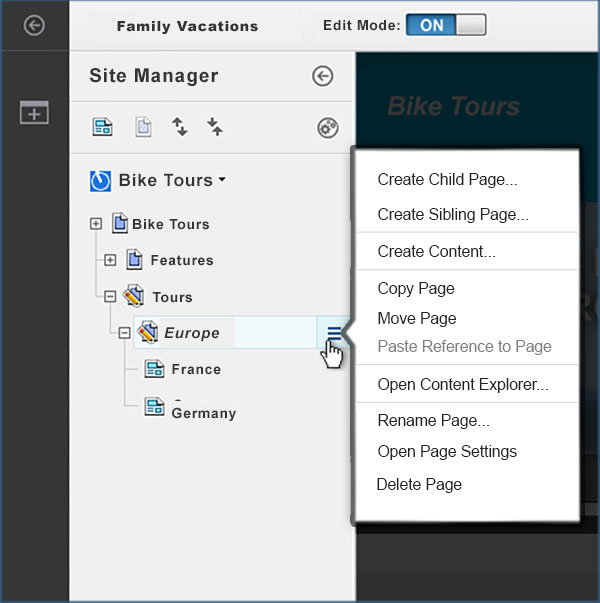 Family Vacations
Edit Mode: ON
Site Manager
Bike Tours
Bike Tours
Bike Tours
Features
Tours
Europe
France
Germany
Create Child Page...
Create Sibling Page...
Create Content...
Copy Page
Move Page
Paste Reference to Page
Open Content Explorer...
Rename Page...
Open Page Settings
Delete Page